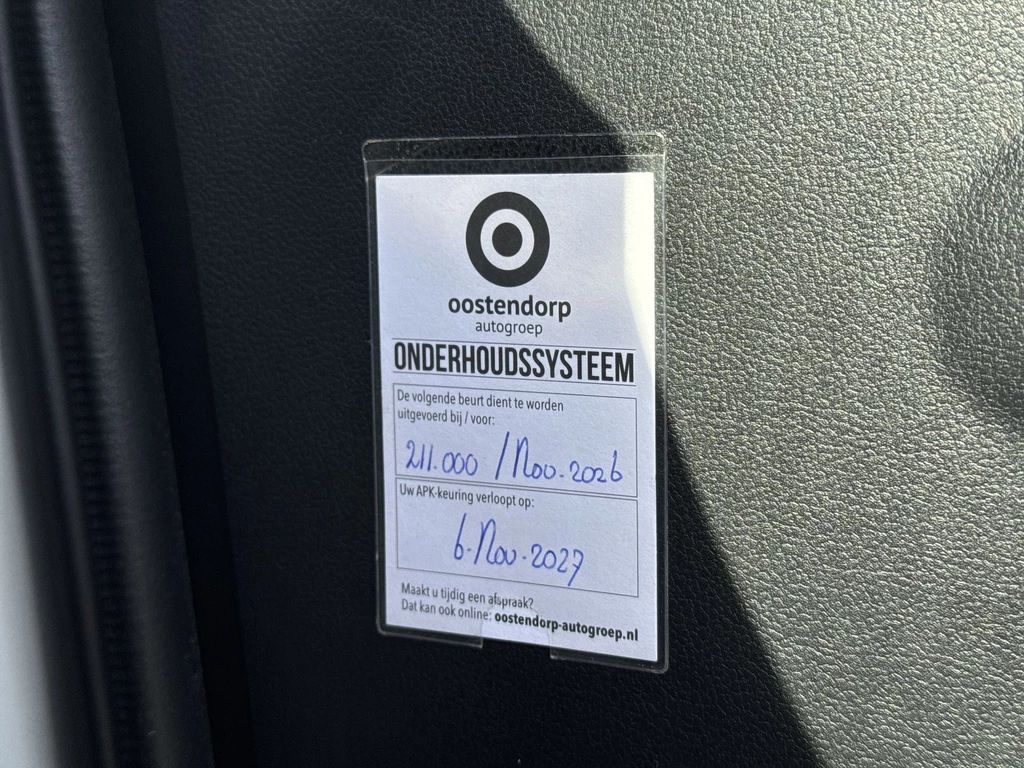 oostendorp
autogroep
ONDERHOUDSSYSTEEM
De volgende beurt dient te worden
uitgevoerd bij / voor:
211.000 / Nov. 2026
Uw APK-keuring verloopt op:
6. Nov. 2027
Maakt u tijdig een afspraak?
Dat kan ook online: oostendorp-autogroep.nl